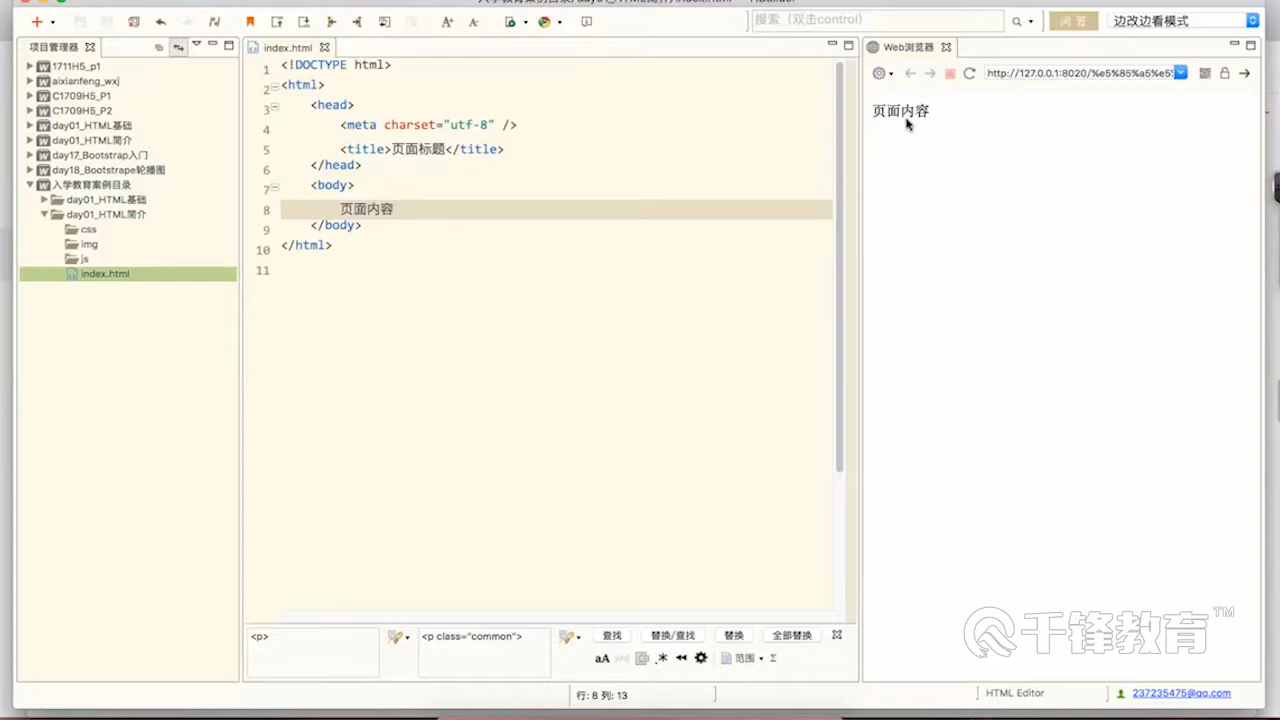 搜索（双击control）
问 答
边改边看模式
项目管理器
1711H5_p1
aixianfeng_wxj
C1709H5_P1
C1709H5_P2
day01_HTML基础
day01_HTML简介
day17_Bootstrap入门
day18_Bootstrape轮播图
入学教育案例目录
day01_HTML基础
day01_HTML简介
css
img
js
index.html
index.html
1 <!DOCTYPE html>
2 <html>
3 <head>
4 <meta charset="utf-8" />
5 <title>页面标题</title>
6 </head>
7 <body>
8 页面内容
9 </body>
10 </html>
11
Web浏览器
http://127.0.0.1:8020/%e5%85%a5%e5
页面内容
<p>
<p class="common">
查找
替换/查找
替换
全部替换
aA
范围
Σ
千锋教育 TM
行: 8 列: 13
HTML Editor
237235475@qq.com